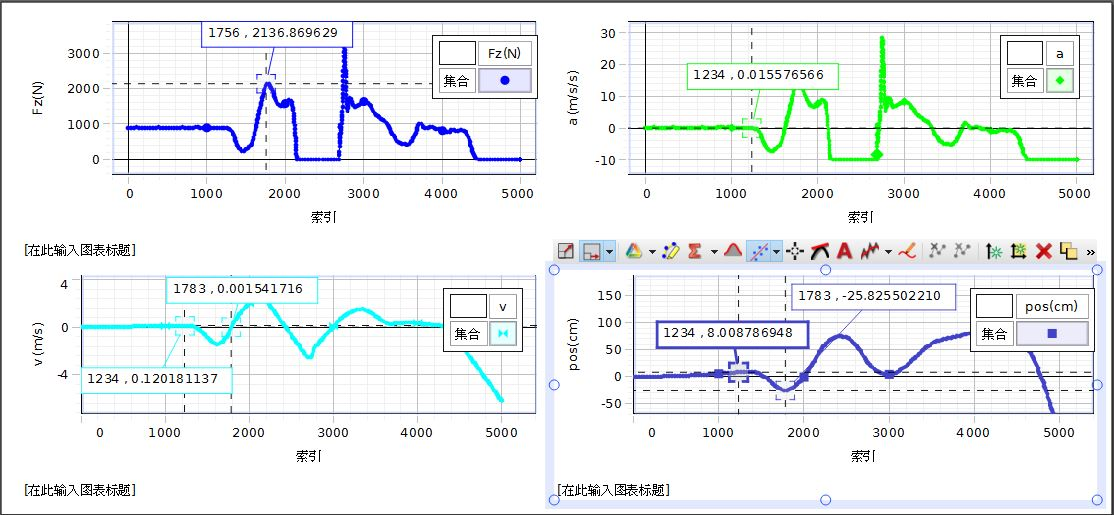 1756 , 2136.869629
Fz(N)
集合
Fz(N)
3000
2000
1000
0
0 1000 2000 3000 4000 5000
索引
1234 , 0.015576566
a
集合
a (m/s/s)
30
20
10
0
-10
0 1000 2000 3000 4000 5000
索引
[在此输入图表标题]
1783 , 0.001541716
v
集合
v (m/s)
4
0
-4
1234 , 0.120181137
0 1000 2000 3000 4000 5000
索引
Σ A »
1783 , -25.825502210
pos(cm)
集合
1234 , 8.008786948
pos(cm)
150
100
50
0
-50
0 1000 2000 3000 4000 5000
索引
[在此输入图表标题]
[在此输入图表标题]